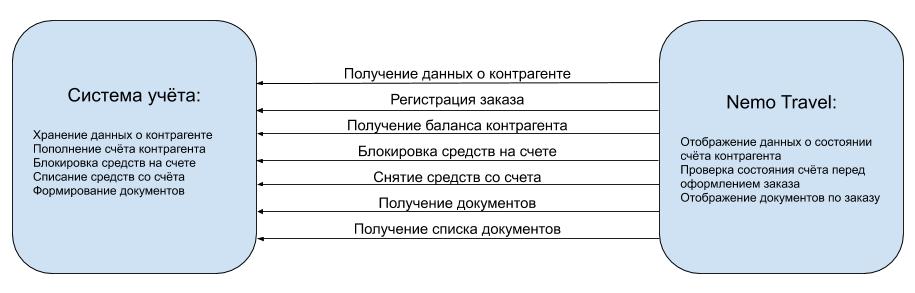 Система учёта:
Хранение данных о контрагенте
Пополнение счёта контрагента
Блокировка средств на счете
Списание средств со счёта
Формирование документов
Получение данных о контрагенте
Регистрация заказа
Получение баланса контрагента
Блокировка средств на счете
Снятие средств со счета
Получение документов
Получение списка документов
Nemo Travel:
Отображение данных о состоянии
счёта контрагента
Проверка состояния счёта перед
оформлением заказа
Отображение документов по заказу